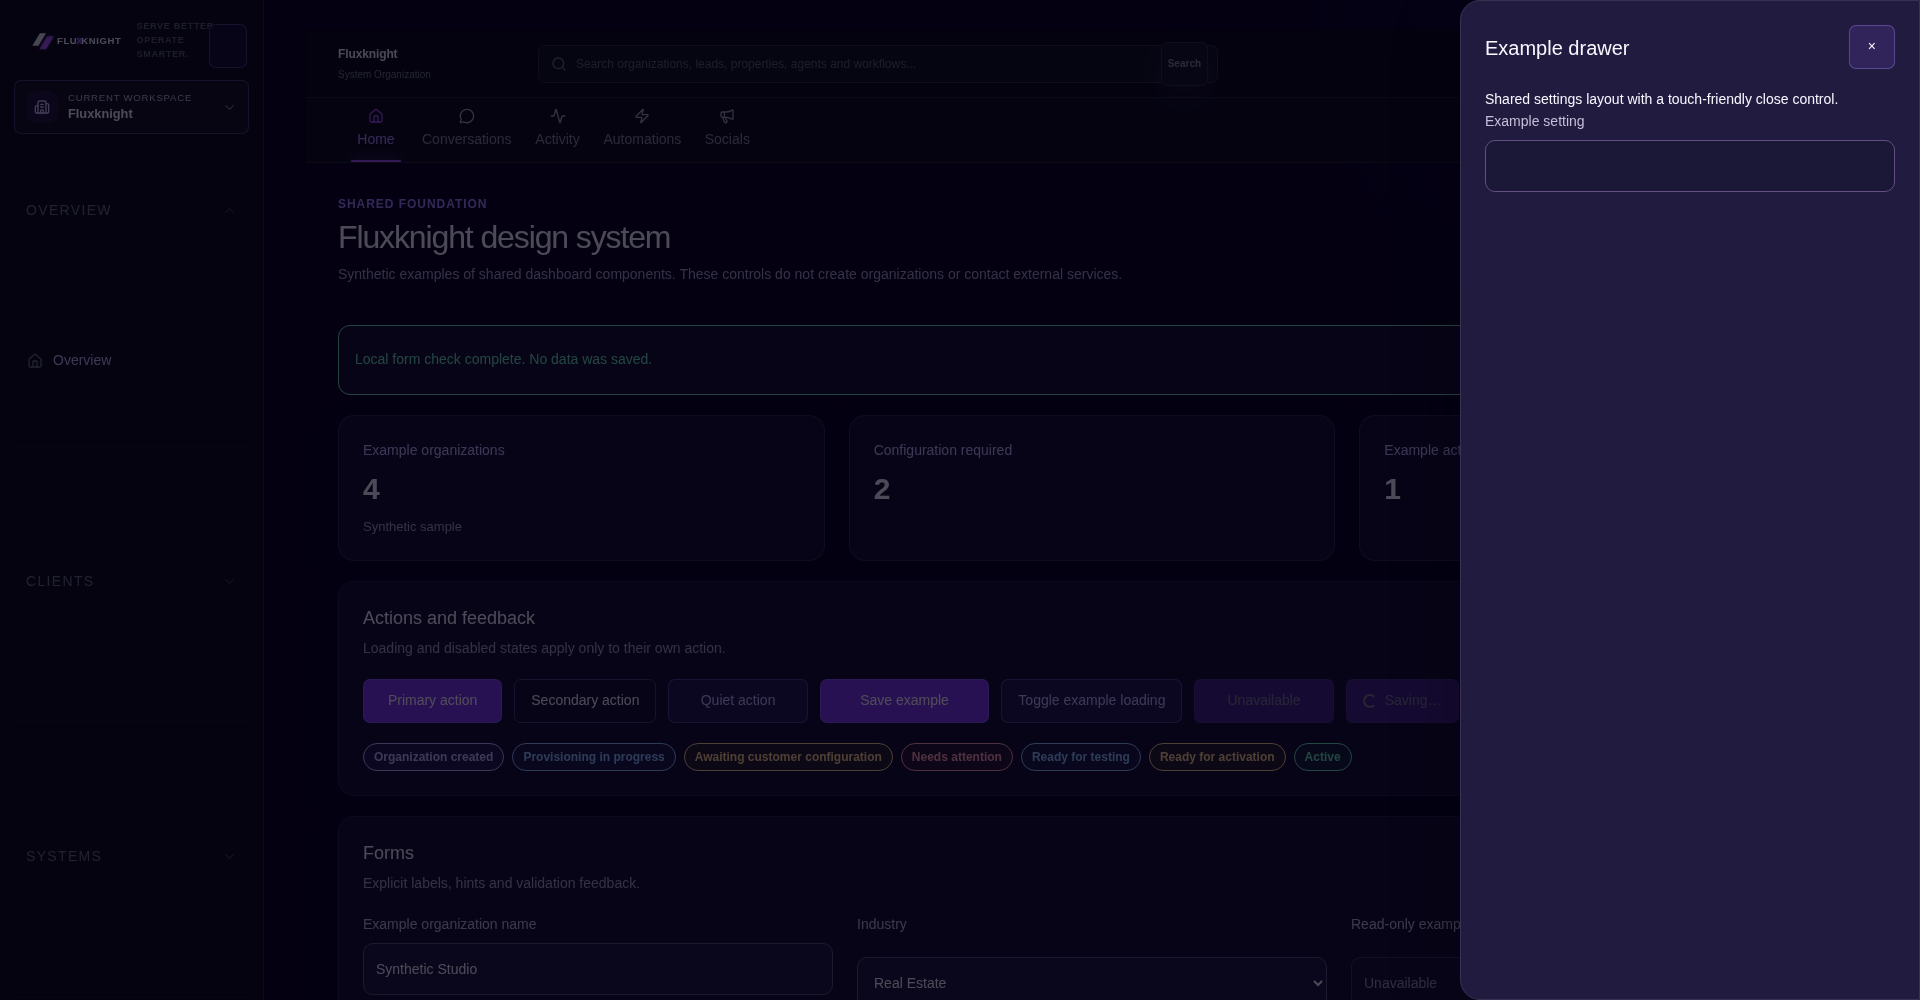 FLUXKNIGHT
SERVE BETTER
OPERATE
SMARTER.
CURRENT WORKSPACE
Fluxknight
OVERVIEW
Overview
CLIENTS
SYSTEMS
Fluxknight
System Organization
Search organizations, leads, properties, agents and workflows...
Search
Home
Conversations
Activity
Automations
Socials
SHARED FOUNDATION
Fluxknight design system
Synthetic examples of shared dashboard components. These controls do not create organizations or contact external services.
Local form check complete. No data was saved.
Example organizations
4
Synthetic sample
Configuration required
2
Example act
1
Actions and feedback
Loading and disabled states apply only to their own action.
Primary action
Secondary action
Quiet action
Save example
Toggle example loading
Unavailable
Saving…
Organization created
Provisioning in progress
Awaiting customer configuration
Needs attention
Ready for testing
Ready for activation
Active
Forms
Explicit labels, hints and validation feedback.
Example organization name
Synthetic Studio
Industry
Real Estate
Read-only examp
Unavailable
Example drawer
×
Shared settings layout with a touch-friendly close control.
Example setting